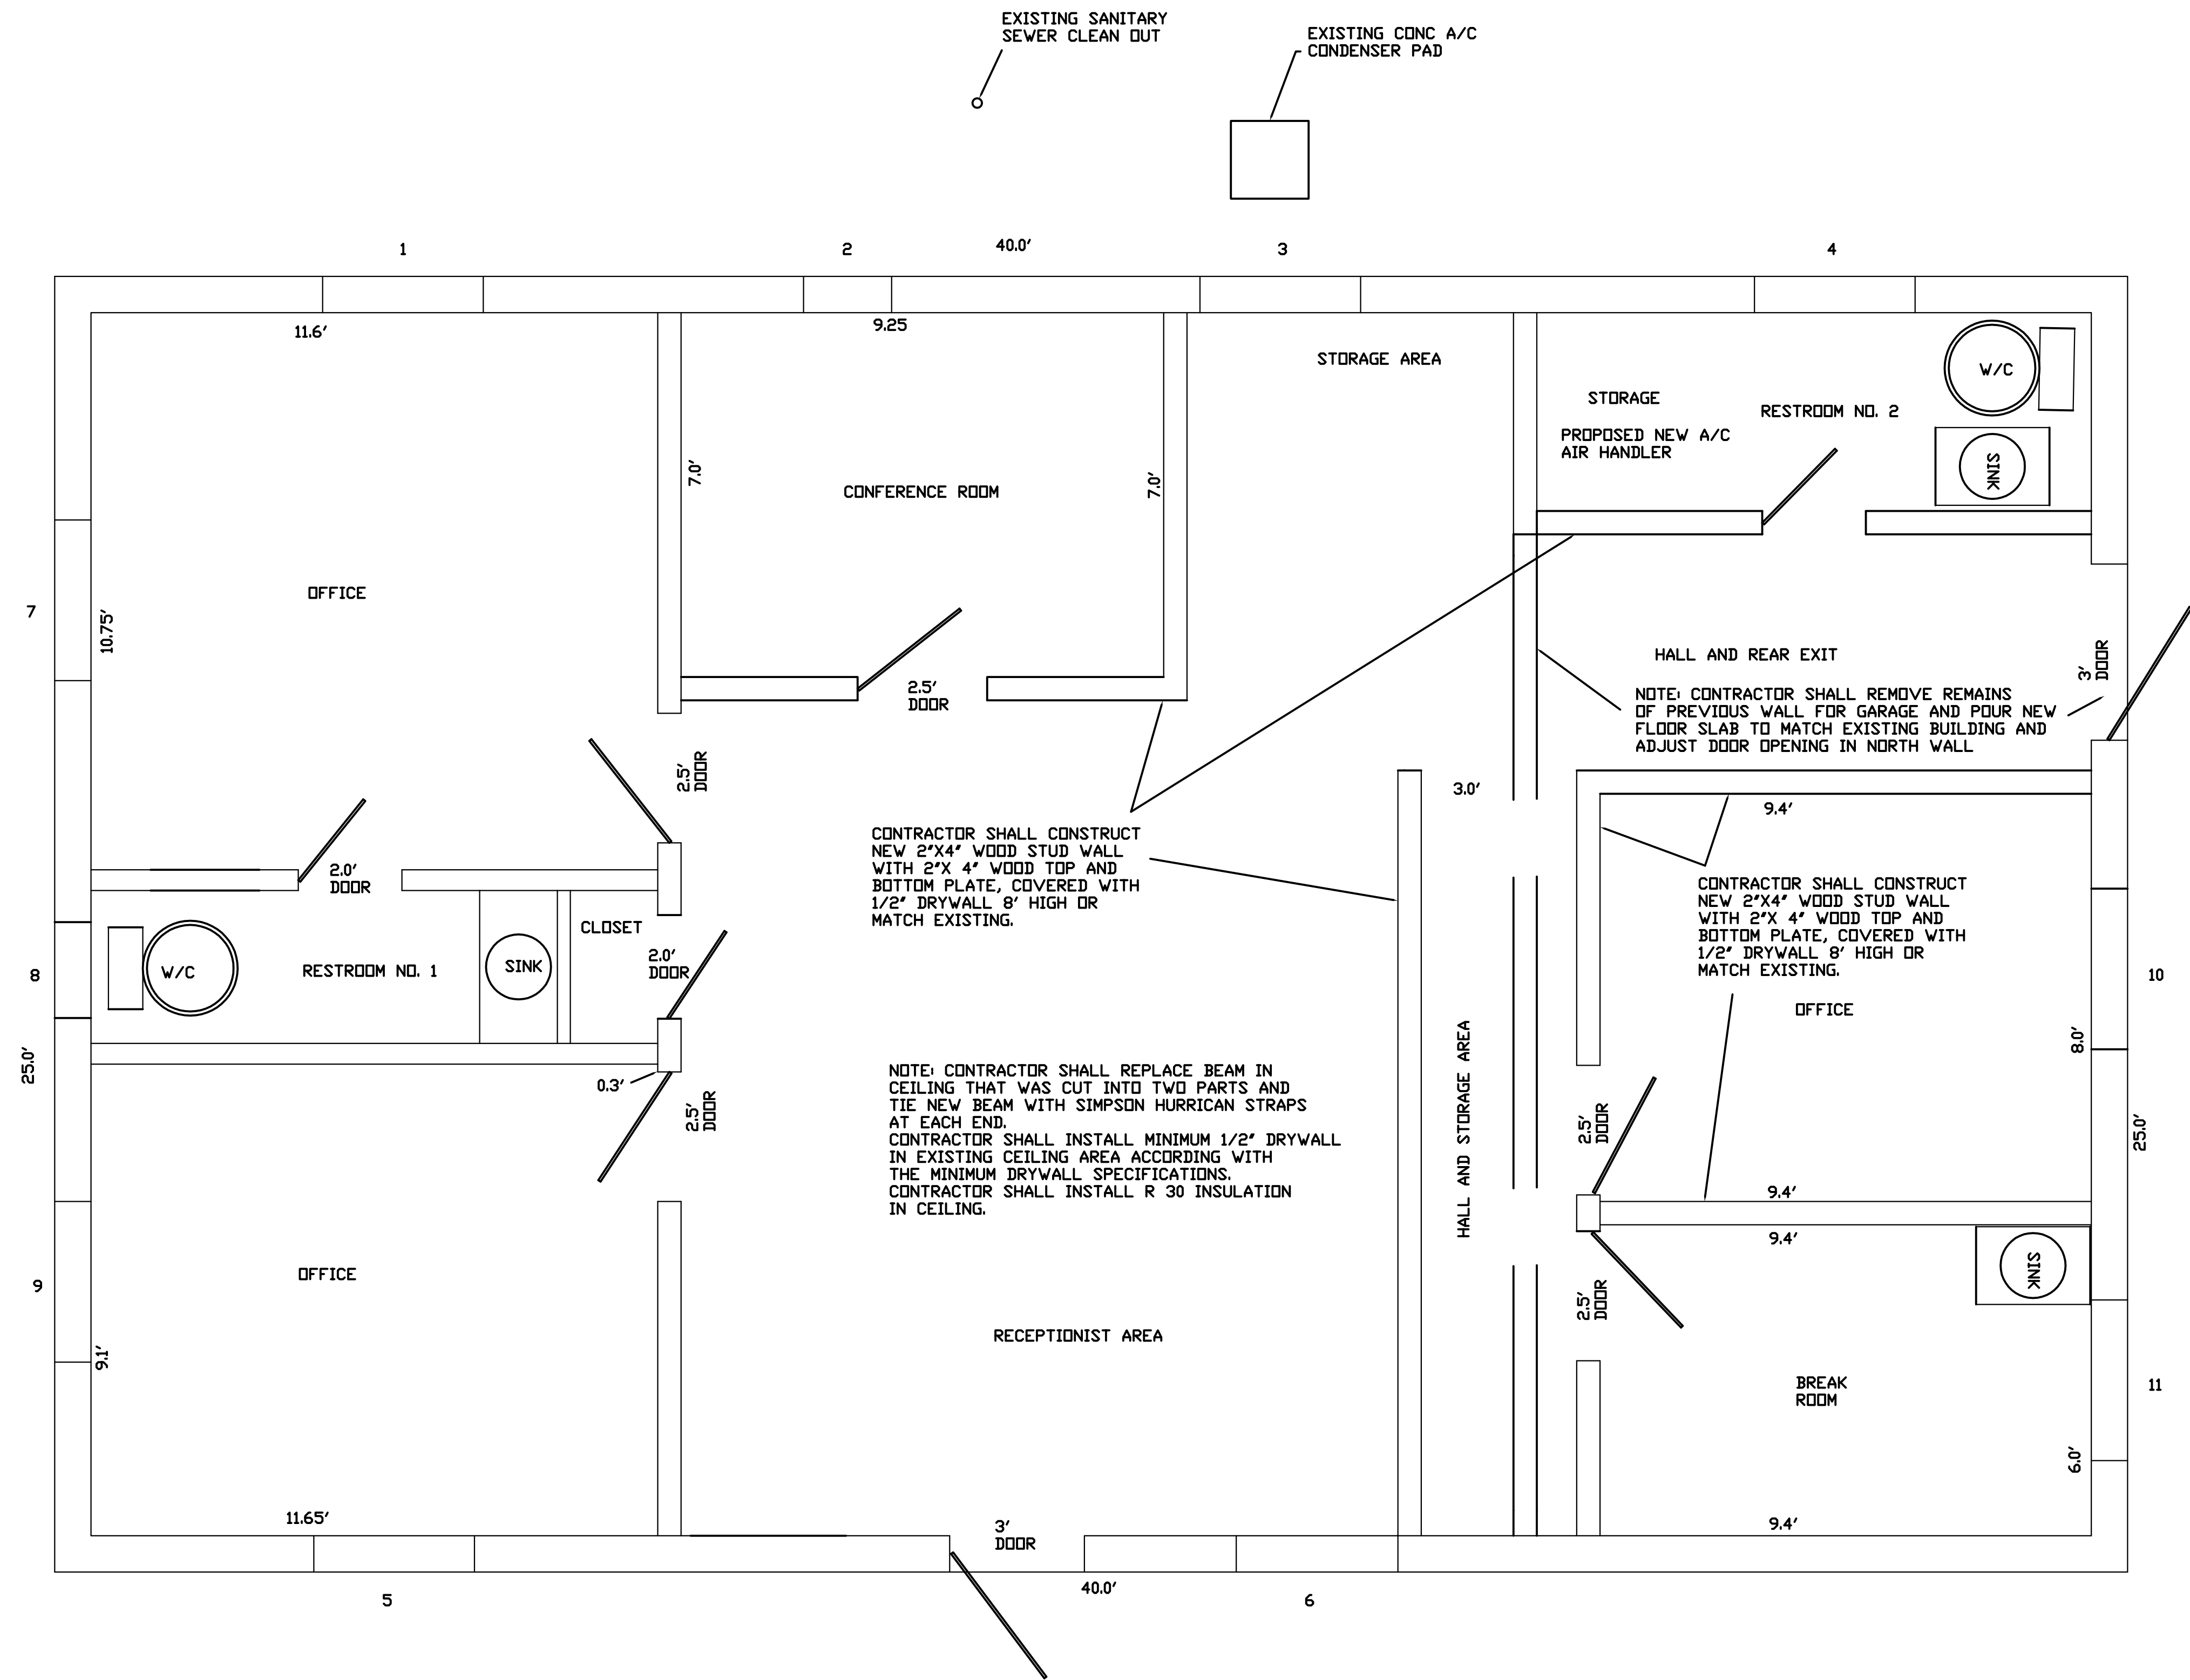 EXISTING SANITARY
SEWER CLEAN OUT
EXISTING CONC A/C
CONDENSER PAD
1
2
40.0'
3
4
11.6'
9.25
STORAGE AREA
W/C
STORAGE
RESTROOM NO. 2
PROPOSED NEW A/C
AIR HANDLER
SINK
7.0'
7.0'
CONFERENCE ROOM
OFFICE
7
10.75'
HALL AND REAR EXIT
3'
DOOR
2.5'
DOOR
NOTE: CONTRACTOR SHALL REMOVE REMAINS
OF PREVIOUS WALL FOR GARAGE AND POUR NEW
FLOOR SLAB TO MATCH EXISTING BUILDING AND
ADJUST DOOR OPENING IN NORTH WALL
2.5'
DOOR
3.0'
9.4'
CONTRACTOR SHALL CONSTRUCT
NEW 2"X4" WOOD STUD WALL
WITH 2"X 4" WOOD TOP AND
BOTTOM PLATE, COVERED WITH
1/2" DRYWALL 8' HIGH OR
MATCH EXISTING.
2.0'
DOOR
CONTRACTOR SHALL CONSTRUCT
NEW 2"X4" WOOD STUD WALL
WITH 2"X 4" WOOD TOP AND
BOTTOM PLATE, COVERED WITH
1/2" DRYWALL 8' HIGH OR
MATCH EXISTING.
CLOSET
2.0'
DOOR
8
W/C
RESTROOM NO. 1
SINK
10
OFFICE
25.0'
8.0'
0.3'
2.5'
DOOR
NOTE: CONTRACTOR SHALL REPLACE BEAM IN
CEILING THAT WAS CUT INTO TWO PARTS AND
TIE NEW BEAM WITH SIMPSON HURRICAN STRAPS
AT EACH END.
CONTRACTOR SHALL INSTALL MINIMUM 1/2" DRYWALL
IN EXISTING CEILING AREA ACCORDING WITH
THE MINIMUM DRYWALL SPECIFICATIONS.
CONTRACTOR SHALL INSTALL R 30 INSULATION
IN CEILING.
HALL AND STORAGE AREA
2.5'
DOOR
25.0'
9.4'
9.4'
SINK
OFFICE
9
2.5'
DOOR
RECEPTIONIST AREA
9.1'
BREAK
ROOM
11
6.0'
11.65'
3'
DOOR
9.4'
5
40.0'
6